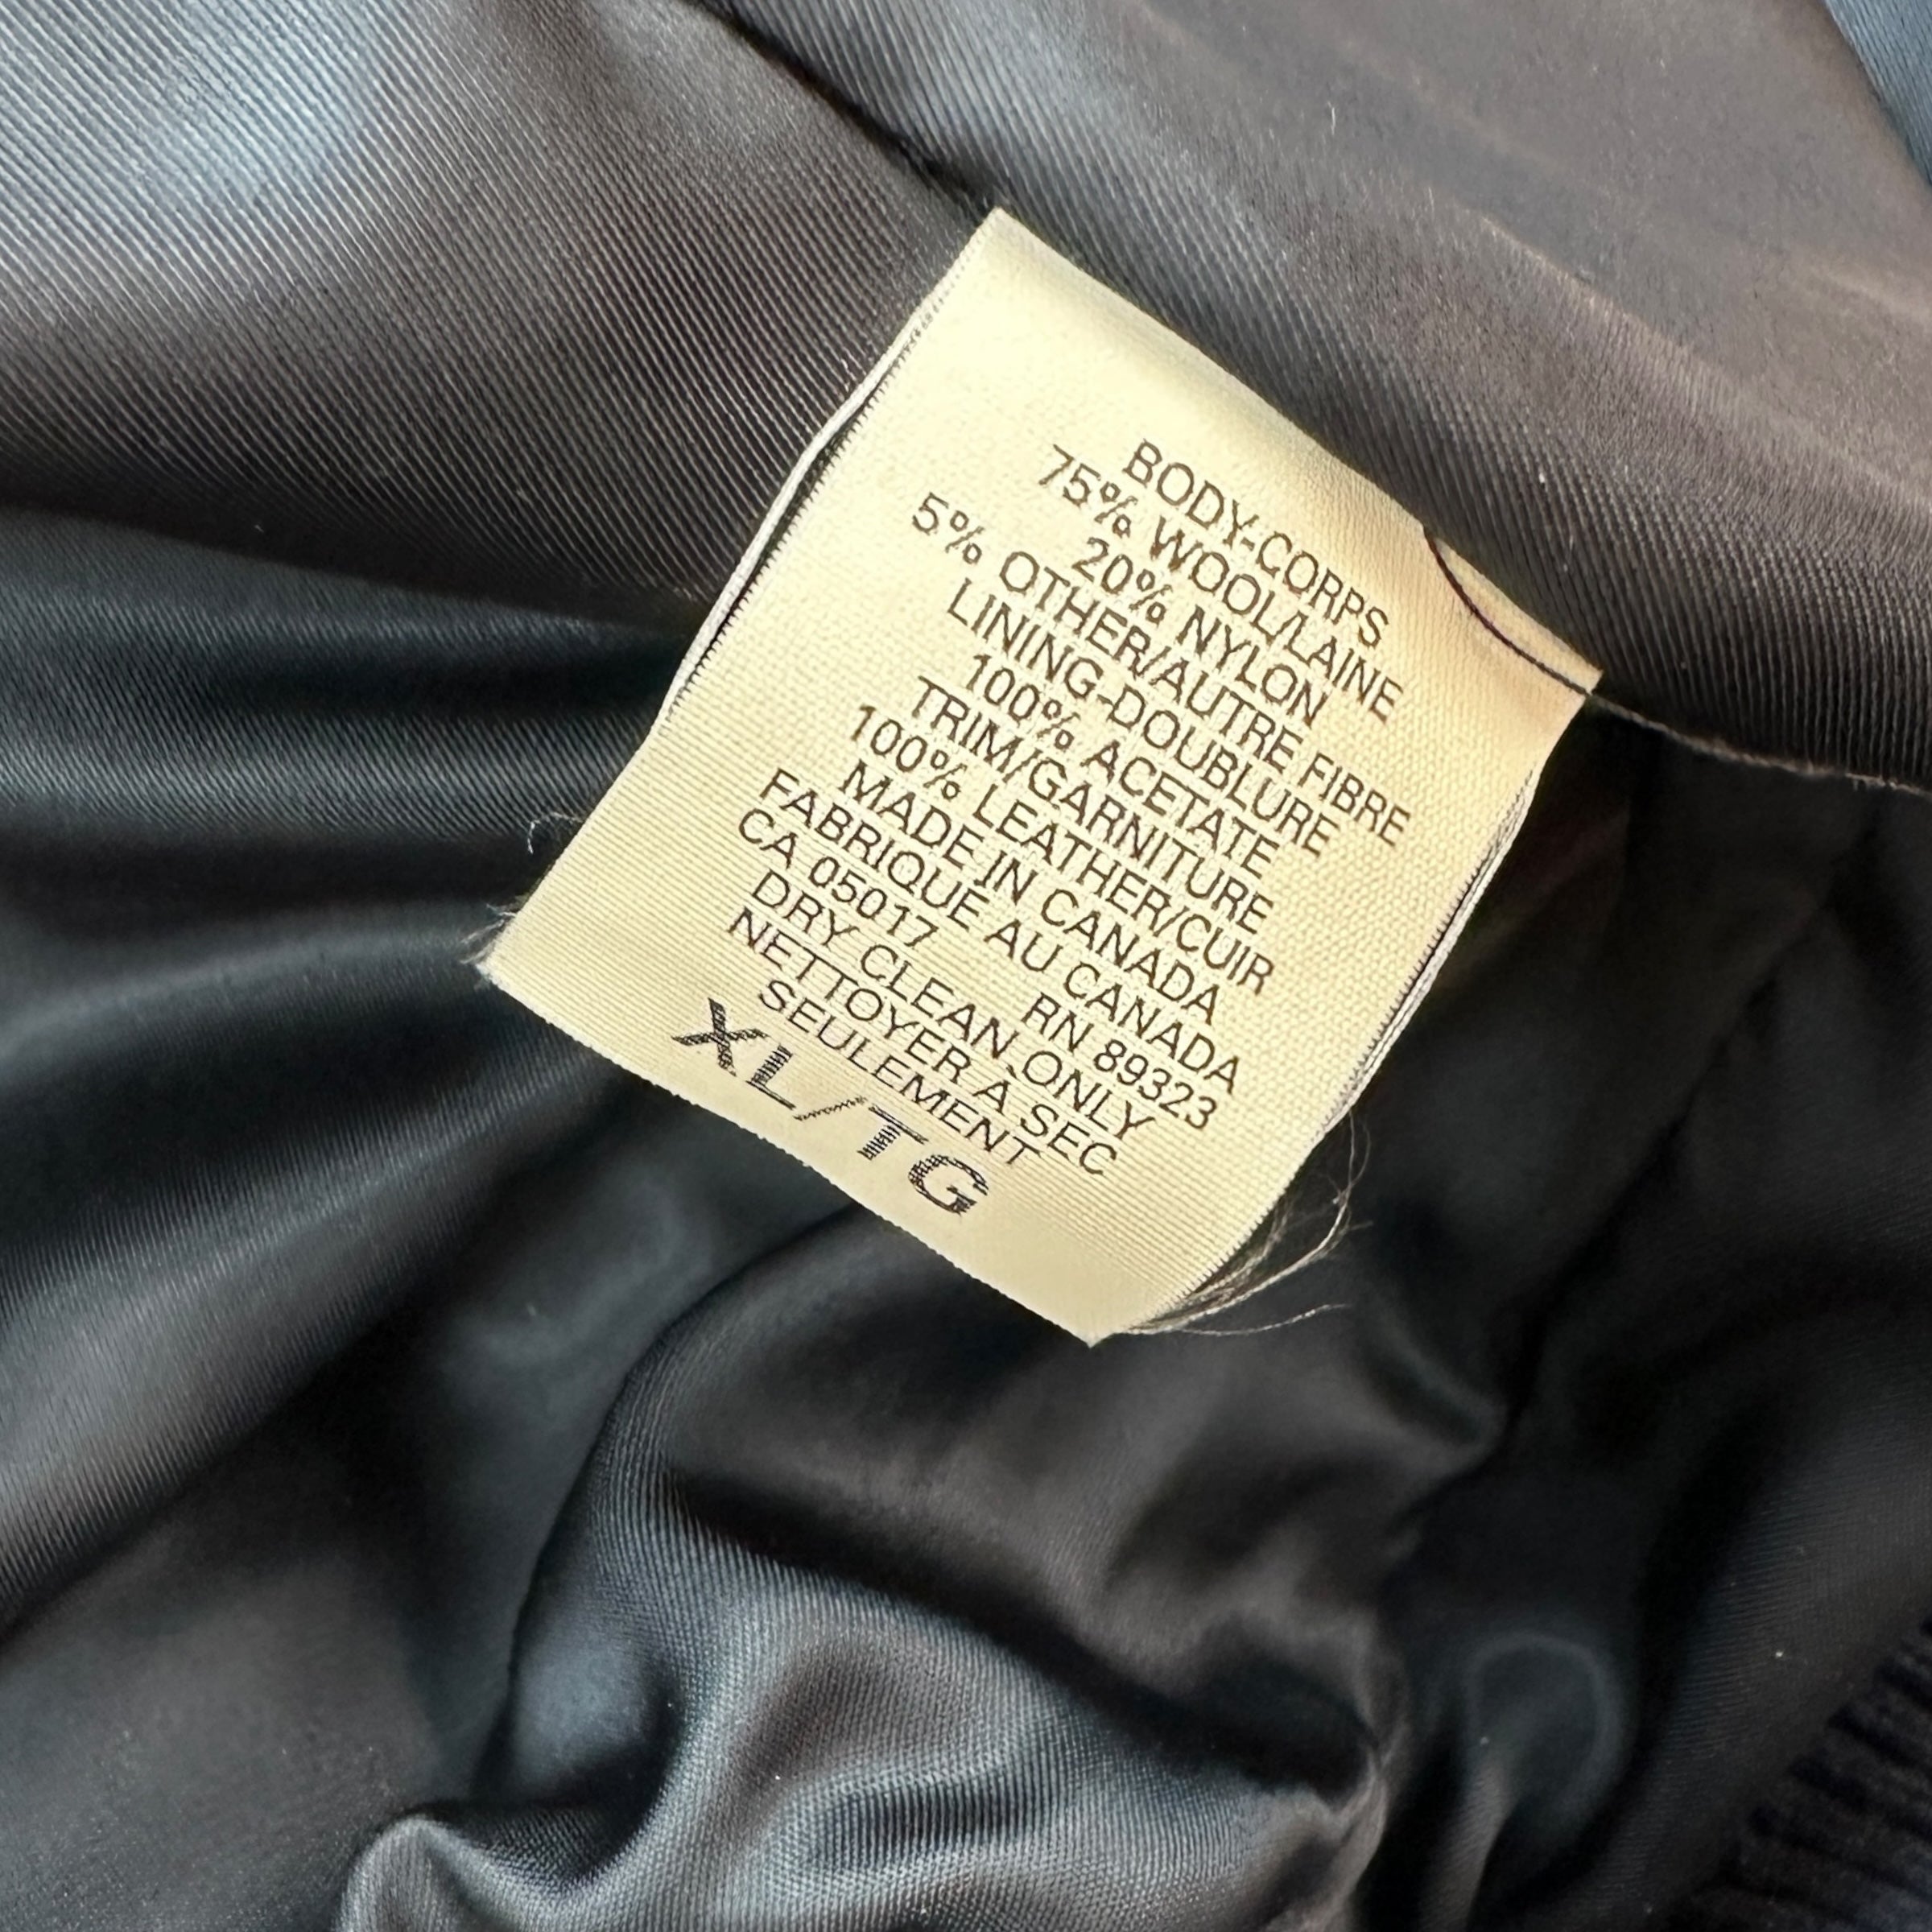 BODY-CORPS
75% WOOL/LAINE
20% NYLON
5% OTHER/AUTRE FIBRE
LINING-DOUBLURE
100% ACETATE
TRIM/GARNITURE
100% LEATHER/CUIR
MADE IN CANADA
FABRIQUE AU CANADA
CA 05017 RN 89323
DRY CLEAN ONLY
NETTOYER À SEC
SEULEMENT
XL/TG